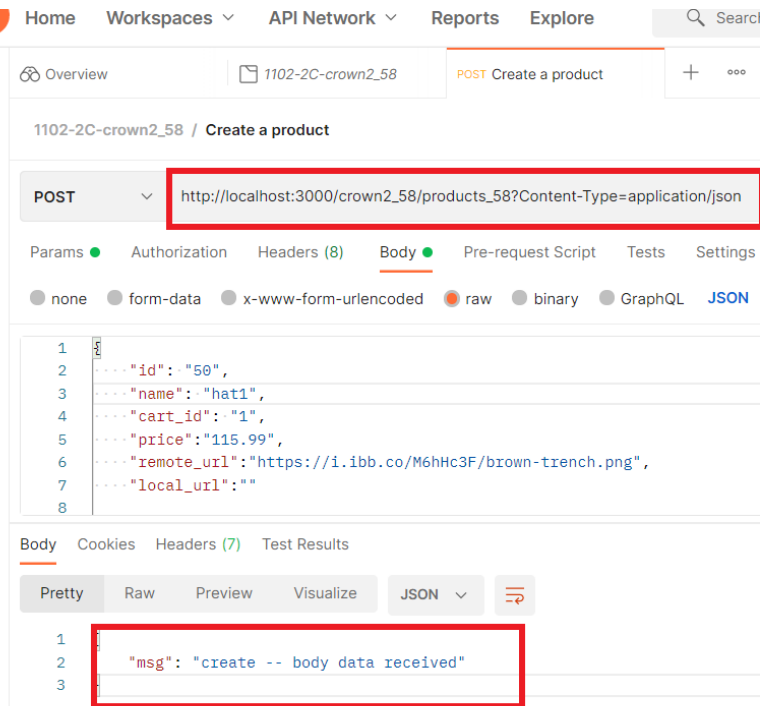 Home Workspaces API Network Reports Explore Search
Overview 1102-2C-crown2_58 POST Create a product
1102-2C-crown2_58 / Create a product
POST http://localhost:3000/crown2_58/products_58?Content-Type=application/json
Params Authorization Headers (8) Body Pre-request Script Tests Settings
none form-data x-www-form-urlencoded raw binary GraphQL JSON
1 {
2 "id": "50",
3 "name": "hat1",
4 "cart_id": "1",
5 "price":"115.99",
6 "remote_url":"https://i.ibb.co/M6hHc3F/brown-trench.png",
7 "local_url":""
8
Body Cookies Headers (7) Test Results
Pretty Raw Preview Visualize JSON
1
2 "msg": "create -- body data received"
3